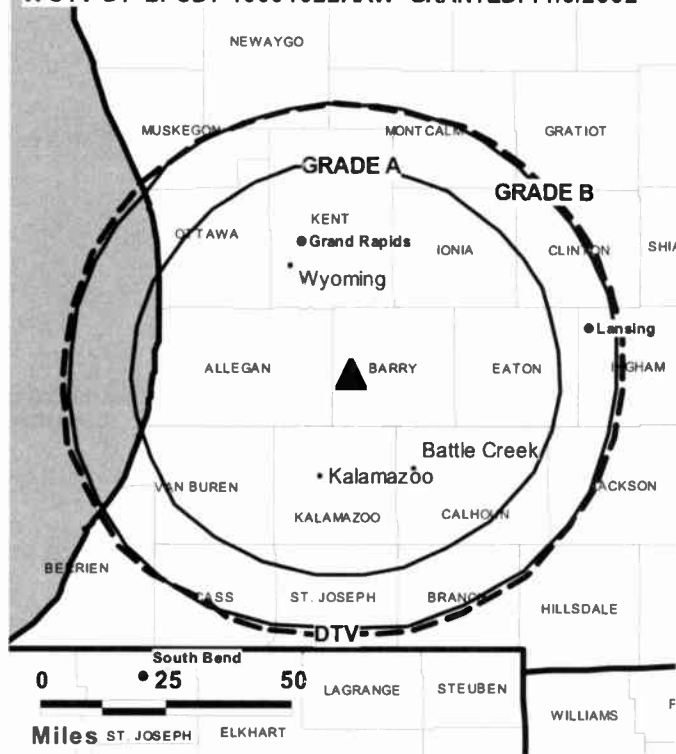 NEWAYGO
MUSKEGON
MONTCALM
GRATIOT
GRADE A
GRADE B
KENT
OTTAWA
Grand Rapids
IONIA
CLINTON
SHIA
Wyoming
Lansing
ALLEGAN
BARRY
EATON
INGHAM
Battle Creek
Kalamazoo
VAN BUREN
JACKSON
KALAMAZOO
CALHOUN
BERRIEN
CASS
ST. JOSEPH
BRANCH
HILLSDALE
DTV
South Bend
0 25 50
LAGRANGE
STEUBEN
WILLIAMS
F
Miles
ST. JOSEPH
ELKHART